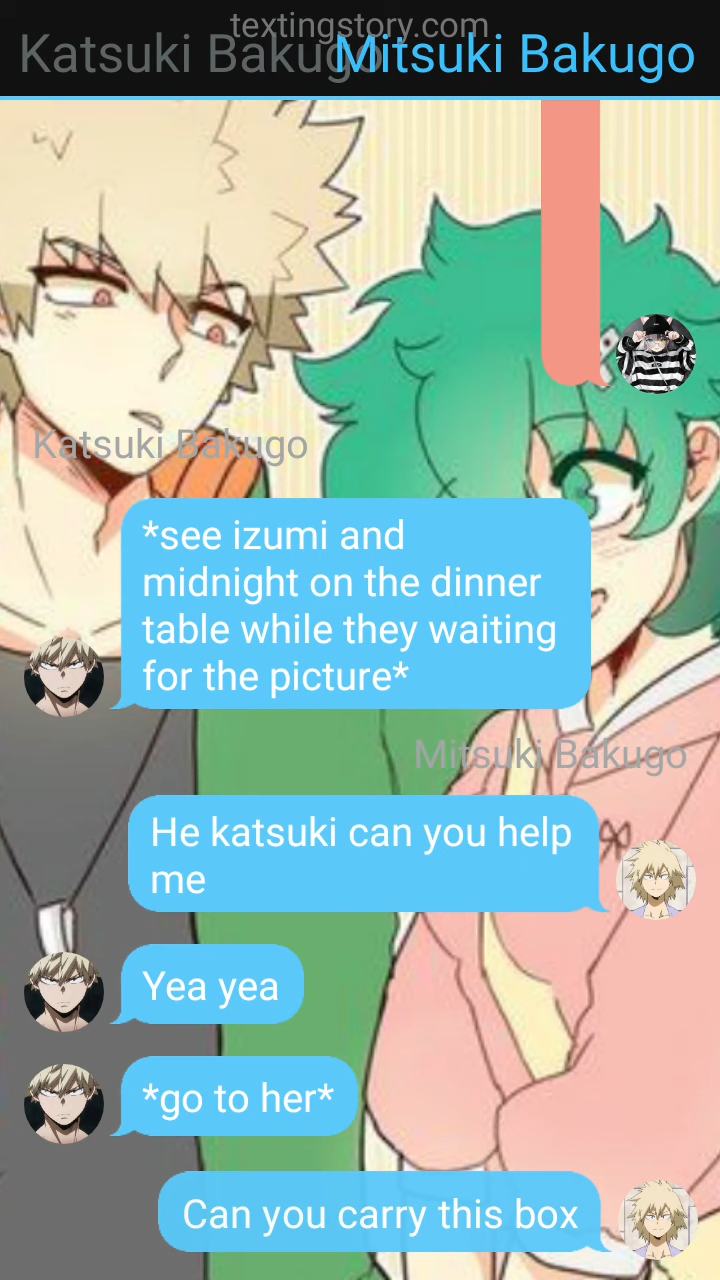 textingstory.com
Katsuki Bakugo Mitsuki Bakugo
Katsuki Bakugo
*see izumi and
midnight on the dinner
table while they waiting
for the picture*
Mitsuki Bakugo
He katsuki can you help
me
Yea yea
*go to her*
Can you carry this box